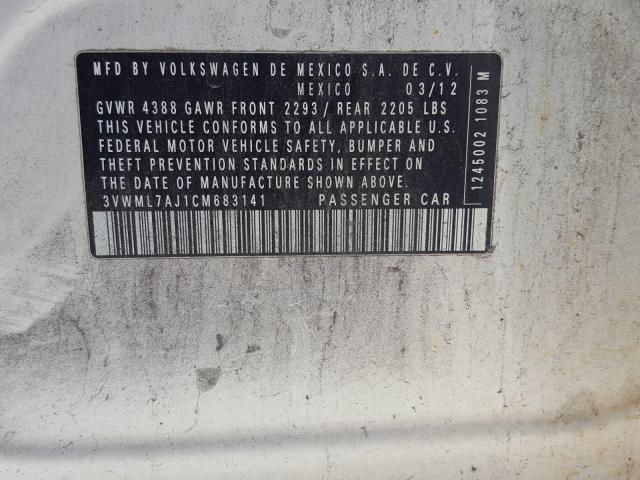 MFD BY VOLKSWAGEN DE MEXICO S.A. DE C.V.
MEXICO 03/12
GVWR 4388 GAWR FRONT 2293/ REAR 2205 LBS
THIS VEHICLE CONFORMS TO ALL APPLICABLE U.S.
FEDERAL MOTOR VEHICLE SAFETY, BUMPER AND
THEFT PREVENTION STANDARDS IN EFFECT ON
THE DATE OF MANUFACTURE SHOWN ABOVE.
3VWML7AJ1CM683141 PASSENGER CAR
1245002 1083 M